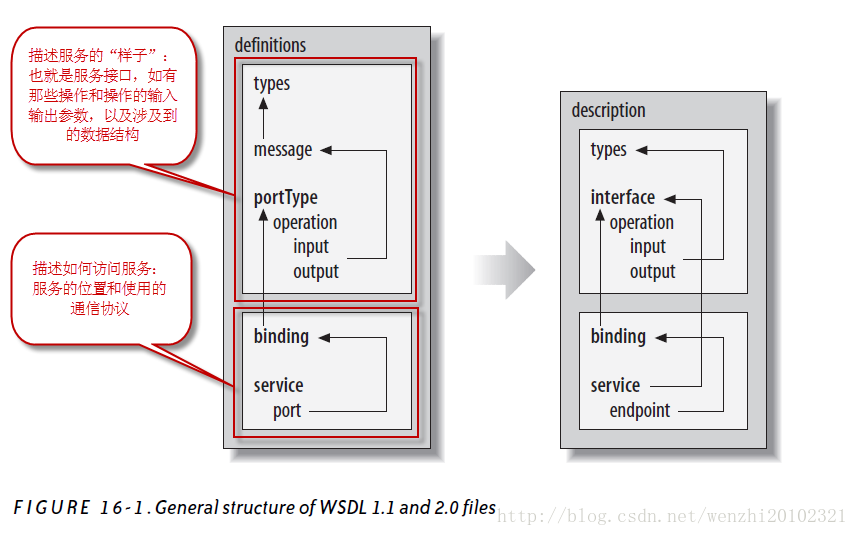 描述服务的“样子”:
也就是服务接口，如有
那些操作和操作的输入
输出参数，以及涉及到
的数据结构
描述如何访问服务:
服务的位置和使用的
通信协议
definitions
types
message
portType
operation
input
output
binding
service
port
description
types
interface
operation
input
output
binding
service
endpoint
FIGURE 16-1. General structure of WSDL 1.1 and 2.0 files
http://blog.csdn.net/wenzhi20102321